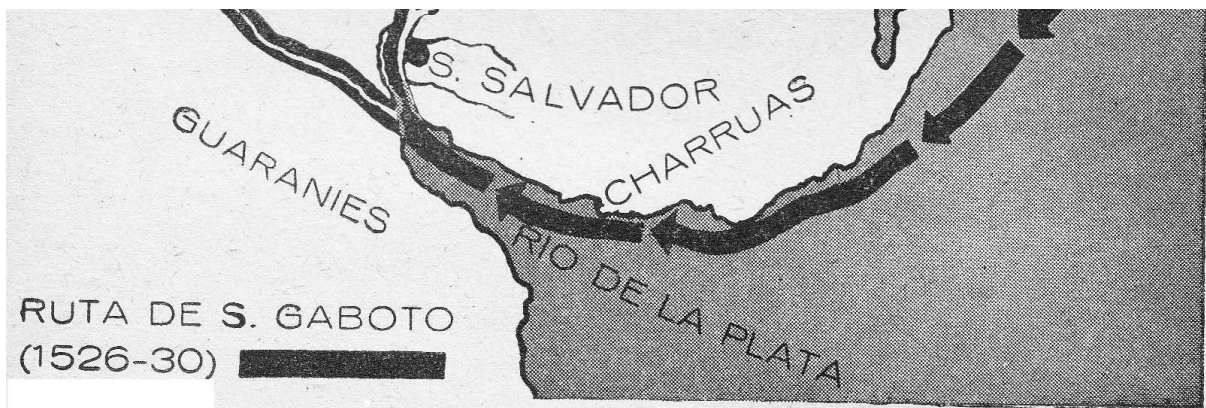 S. SALVADOR
CHARRUAS
GUARANIES
RIO DE LA PLATA
RUTA DE S. GABOTO
(1526-30)